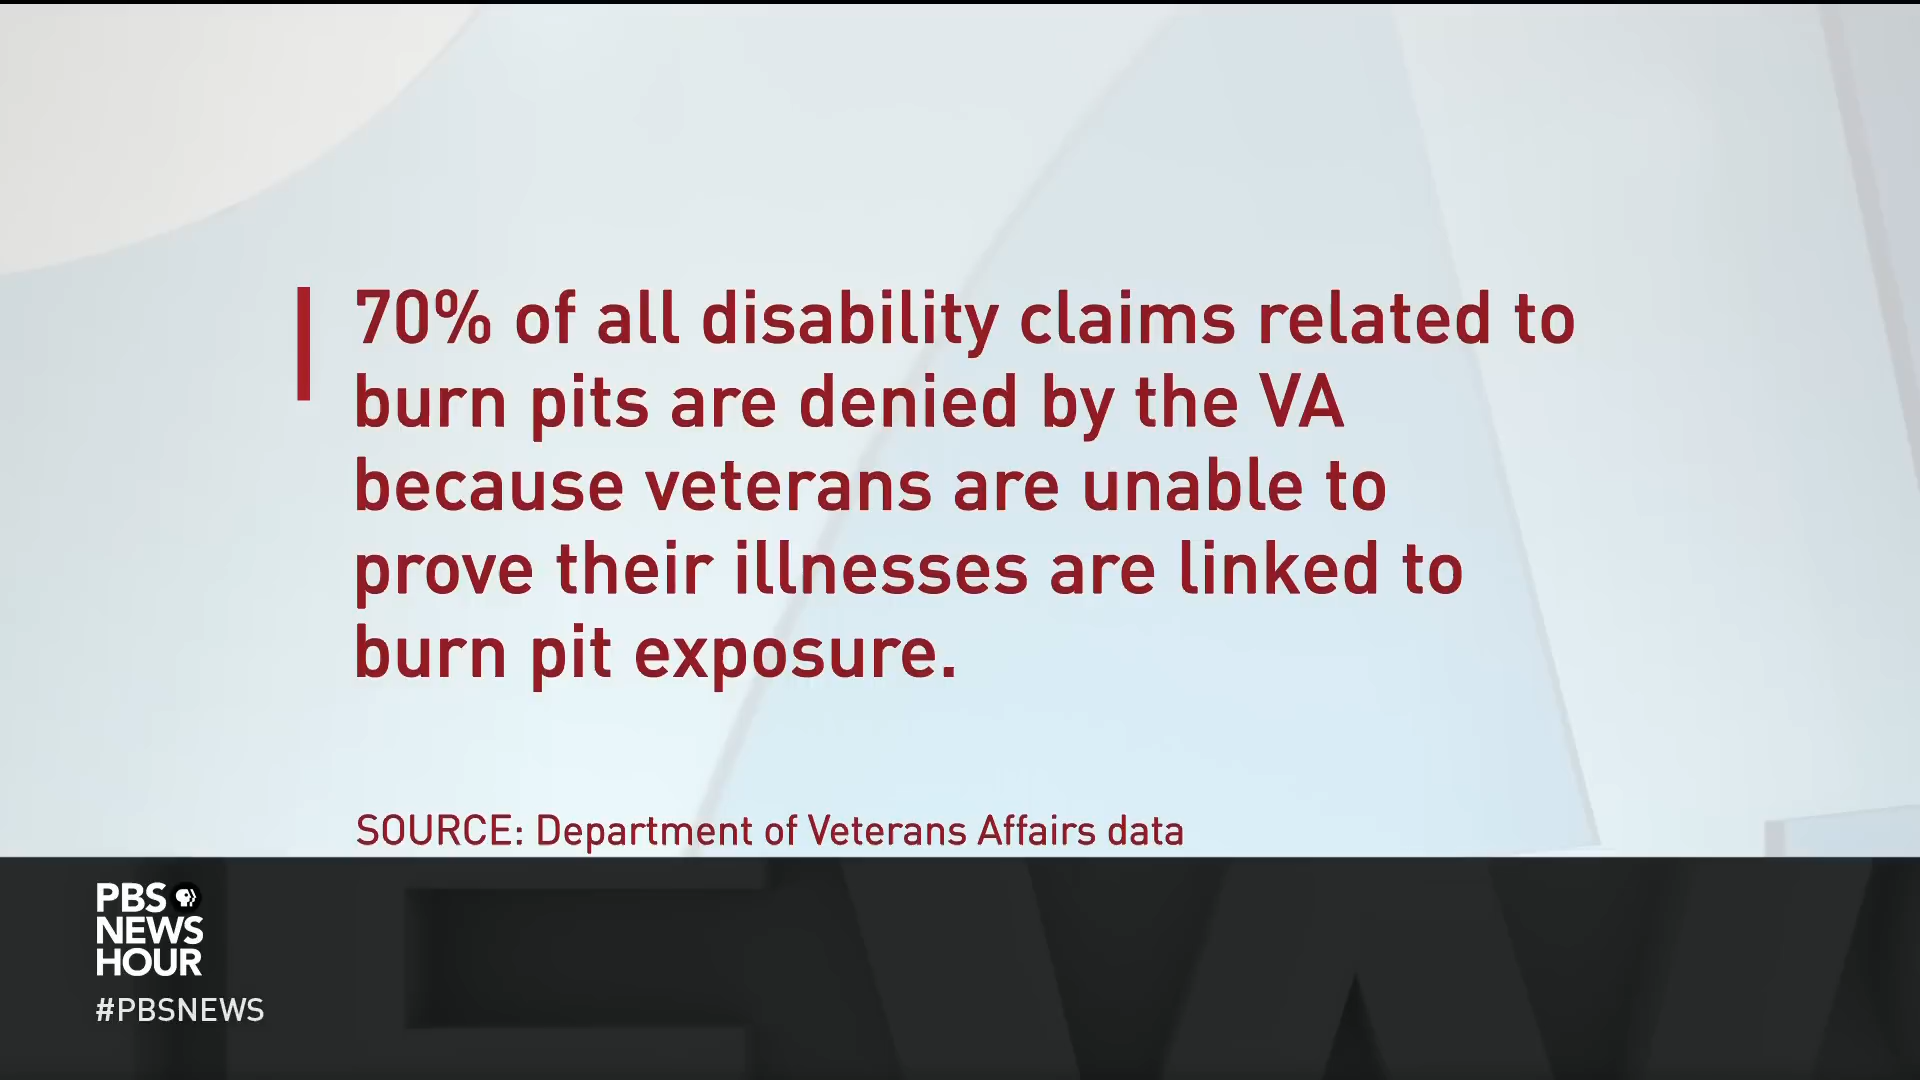 70% of all disability claims related to
burn pits are denied by the VA
because veterans are unable to
prove their illnesses are linked to
burn pit exposure.
SOURCE: Department of Veterans Affairs data
PBS
NEWS
HOUR
#PBSNEWS